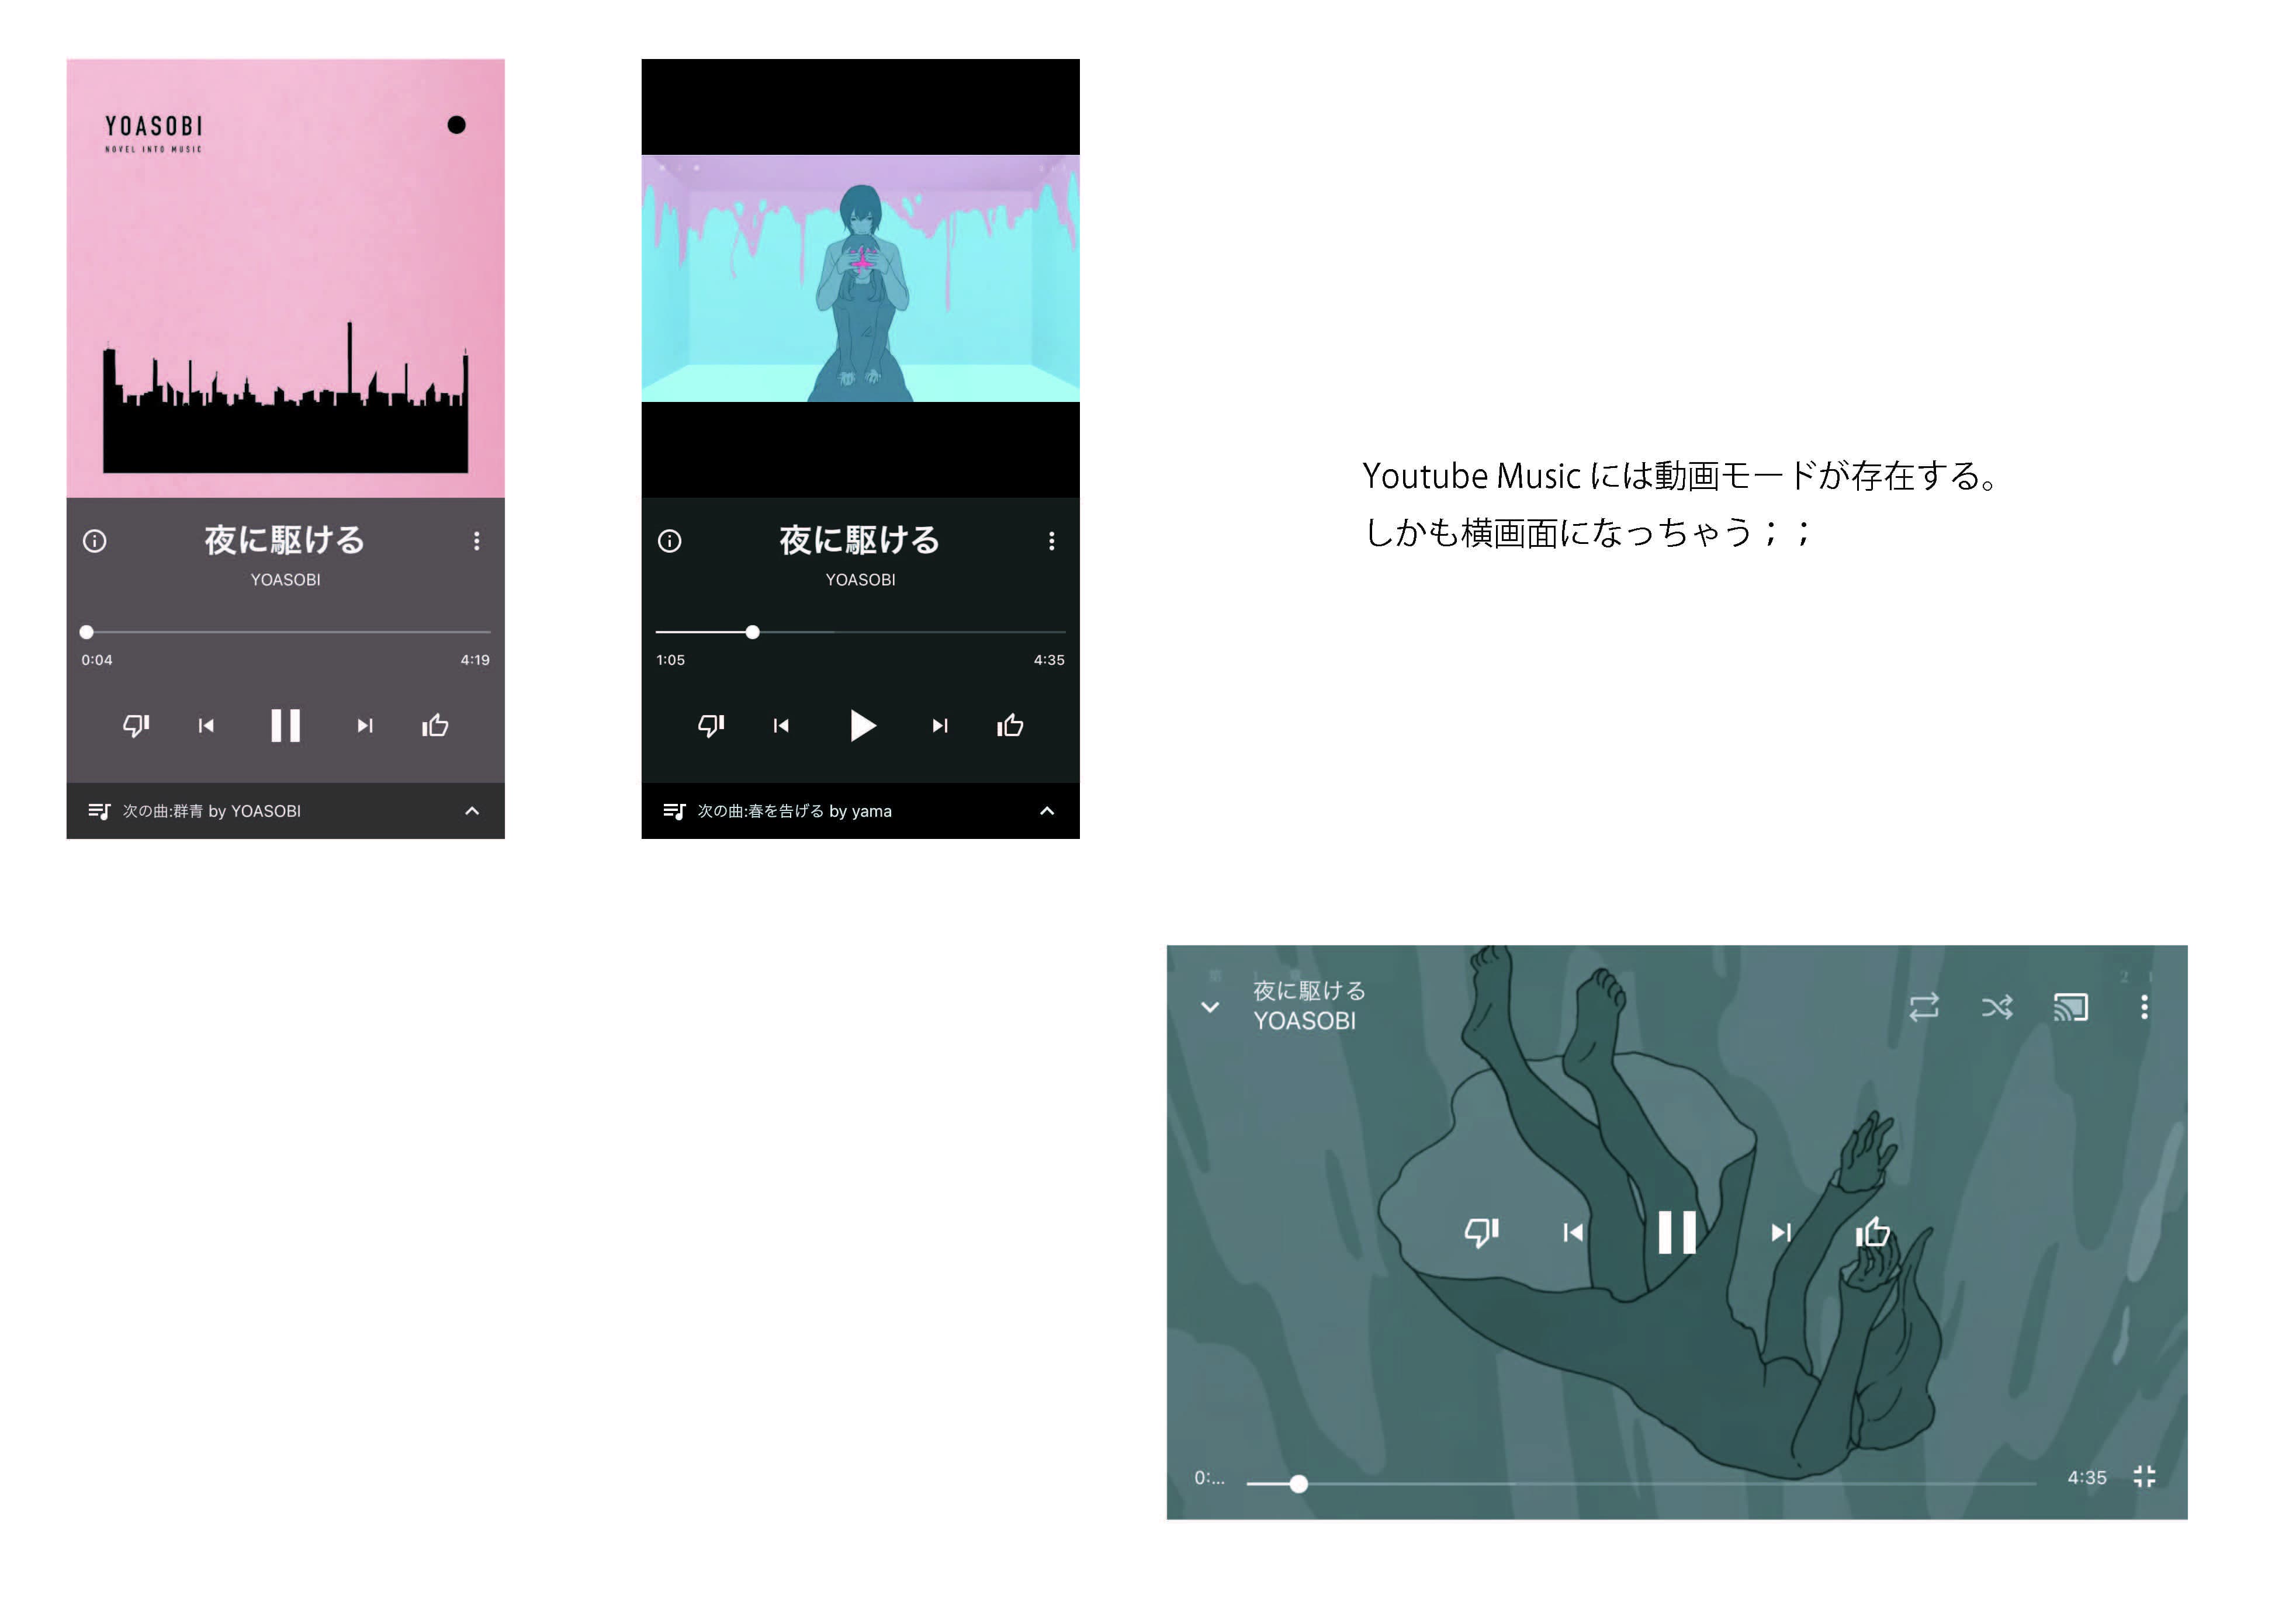 YOASOBI
NOVEL INTO MUSIC
夜に駆ける
YOASOBI
0:04
4:19
次の曲:群青 by YOASOBI
夜に駆ける
YOASOBI
1:05
4:35
次の曲:春を告げる by yama
Youtube Music には動画モードが存在する。
しかも横画面になっちゃう；；
夜に駆ける
YOASOBI
0:...
4:35